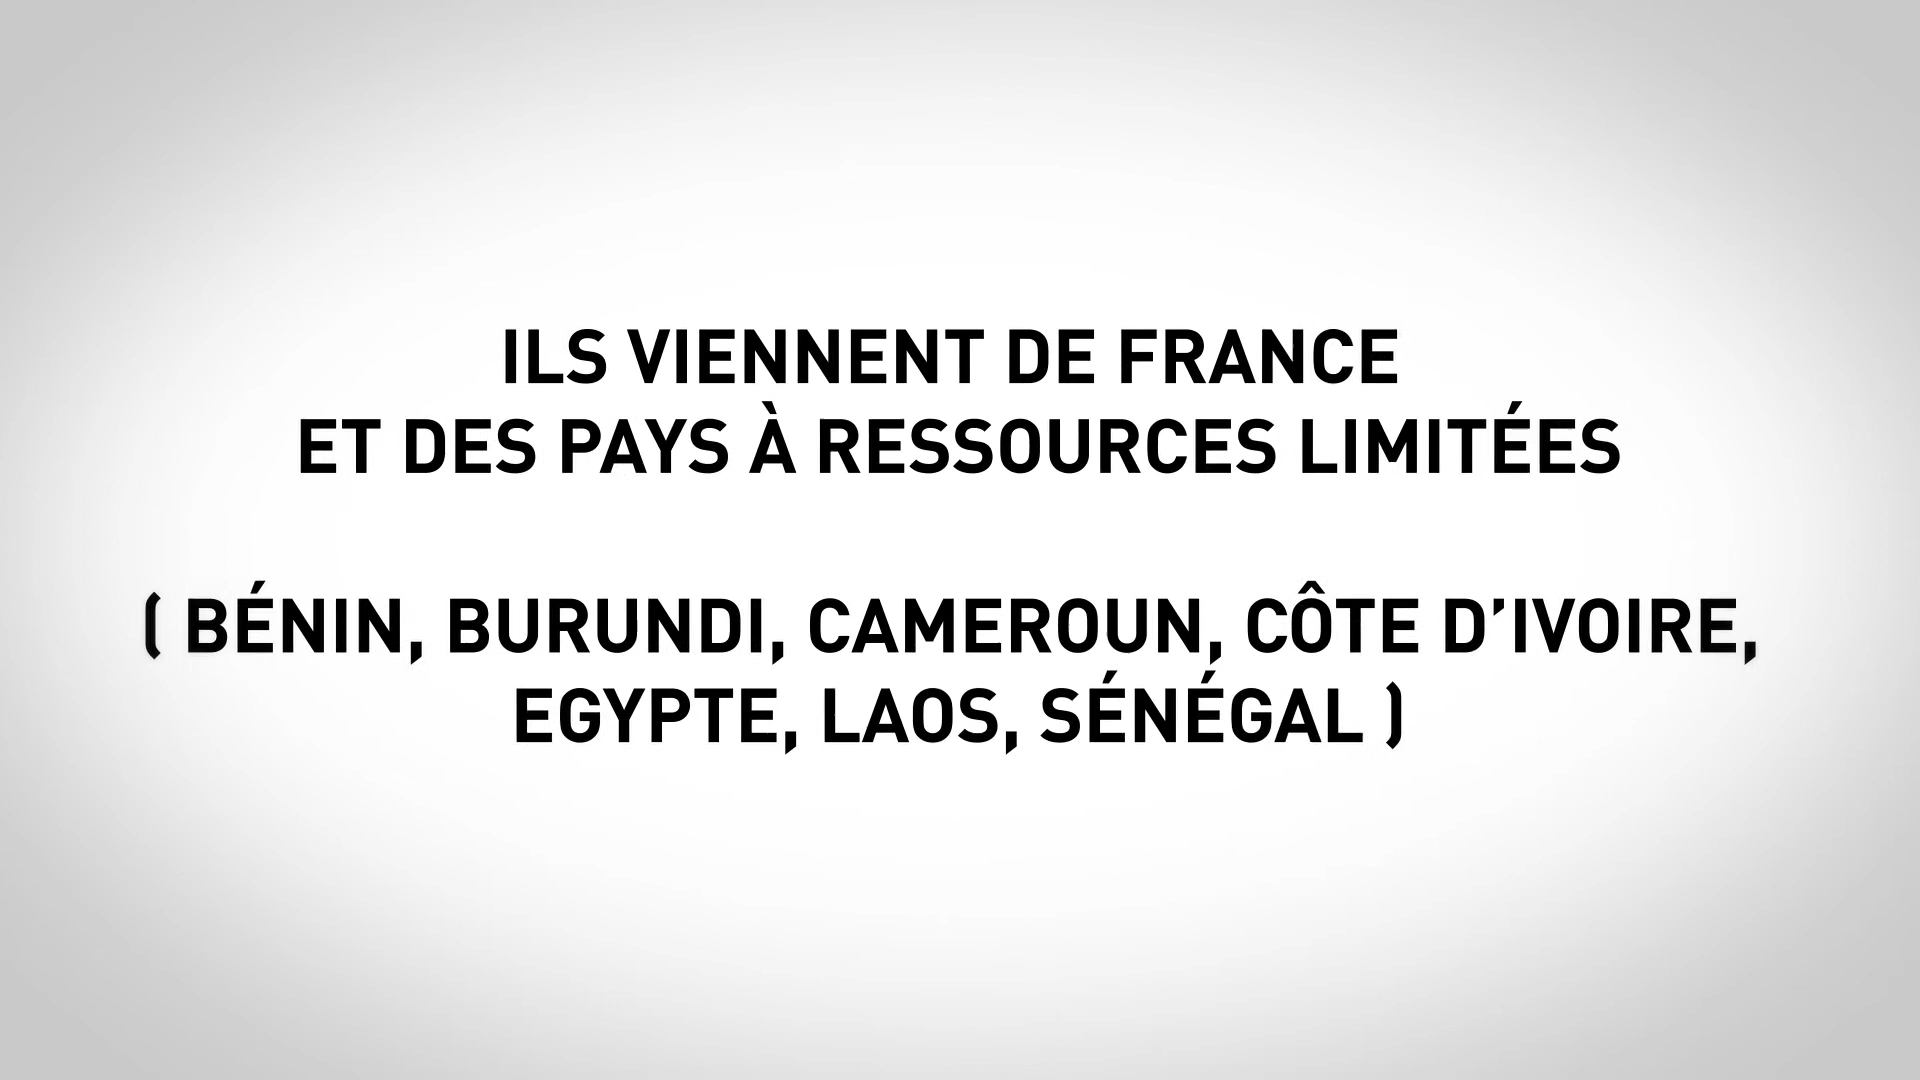 ILS VIENNENT DE FRANCE
ET DES PAYS À RESSOURCES LIMITÉES
( BÉNIN, BURUNDI, CAMEROUN, CÔTE D’IVOIRE,
EGYPTE, LAOS, SÉNÉGAL )